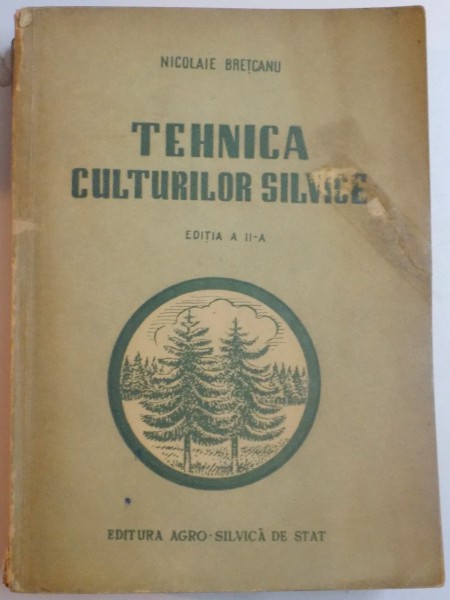 NICOLAIE BREȚCANU
TEHNICA
CULTURILOR SILVICE
EDIȚIA A II-A
EDITURA AGRO-SILVICĂ DE STAT